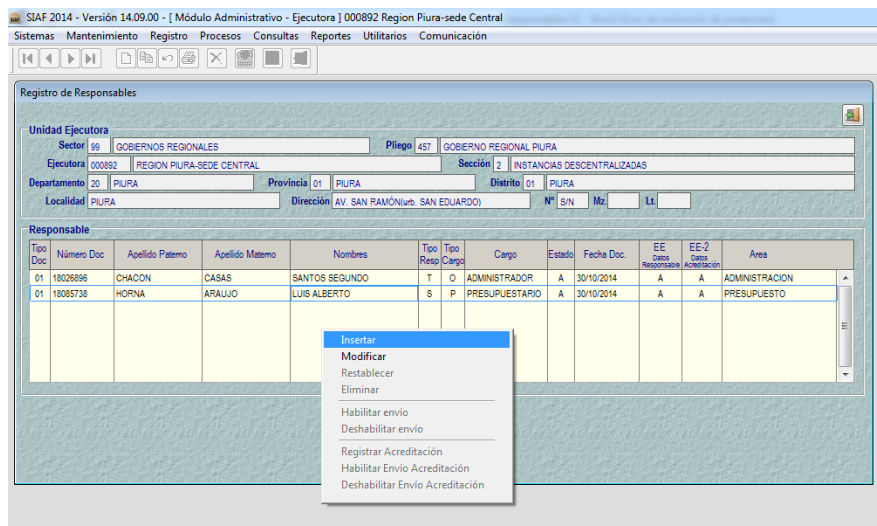 SIAF 2014 - Versión 14.09.00 - [ Módulo Administrativo - Ejecutora ] 000892 Region Piura-sede Central
Sistemas Mantenimiento Registro Procesos Consultas Reportes Utilitarios Comunicación
Registro de Responsables
Unidad Ejecutora
Sector 99 GOBIERNOS REGIONALES Pliego 457 GOBIERNO REGIONAL PIURA
Ejecutora 000892 REGION PIURA-SEDE CENTRAL Sección 2 INSTANCIAS DESCENTRALIZADAS
Departamento 20 PIURA Provincia 01 PIURA Distrito 01 PIURA
Localidad PIURA Dirección AV. SAN RAMÓN(urb. SAN EDUARDO) Nº S/N Mz. Lt.
Responsable
Tipo Doc Número Doc Apellido Paterno Apellido Materno Nombres Tipo Resp Tipo Cargo Cargo Estado Fecha Doc. EE Datos Responsable EE-2 Datos Acreditación Area
01 18026896 CHACON CASAS SANTOS SEGUNDO T O ADMINISTRADOR A 30/10/2014 A A ADMINISTRACION
01 18085738 HORNA ARAUJO LUIS ALBERTO S P PRESUPUESTARIO A 30/10/2014 A A PRESUPUESTO
Insertar
Modificar
Restablecer
Eliminar
Habilitar envío
Deshabilitar envío
Registrar Acreditación
Habilitar Envío Acreditación
Deshabilitar Envío Acreditación